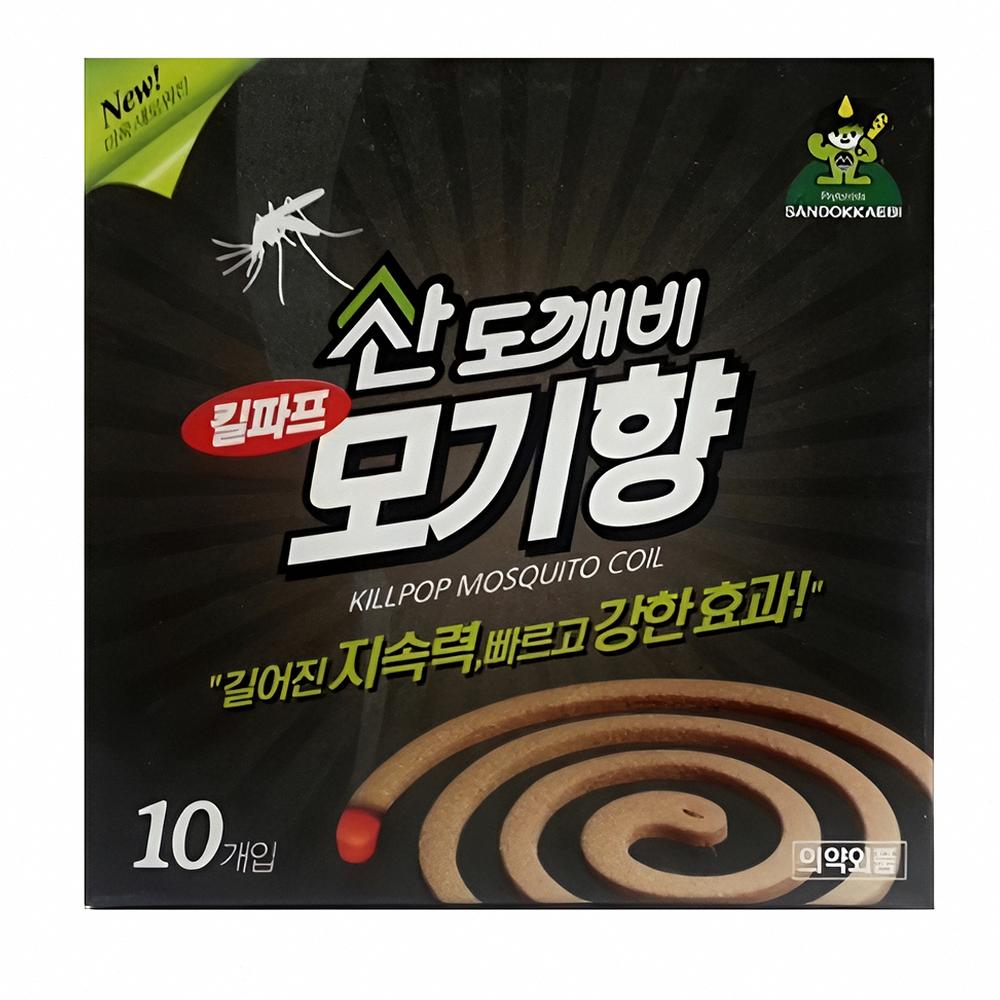 New!
SANDOKKAEBI
산도깨비
킬파프
모기향
KILLPOP MOSQUITO COIL
"길어진 지속력, 빠르고 강한 효과!"
10개입
의약외품